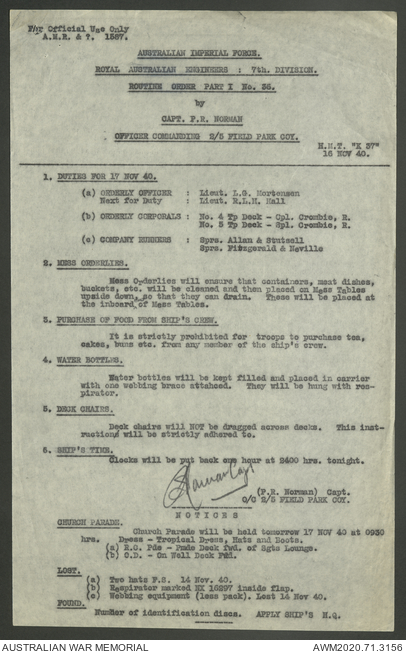 For Official Use Only
A.M.R. & ?. 1587.
AUSTRALIAN IMPERIAL FORCE.
ROYAL AUSTRALIAN ENGINEERS : 7th. DIVISION.
ROUTINE ORDER PART I No. 36.
by
CAPT. P.R. NORMAN
OFFICER COMMANDING 2/5 FIELD PARK COY.
H.M.T. "K 37"
16 NOV 40.
1. DUTIES FOR 17 NOV 40.
(a) ORDERLY OFFICER : Lieut. L.G. Mortensen
Next for Duty : Lieut. R.L.H. Hall
(b) ORDERLY CORPORALS : No. 4 Tp Deck - Cpl. Crombie, R.
No. 5 Tp Deck - Spr. Crombie, R.
(c) COMPANY RUNNERS : Sprs. Allan & Stutsell
Sprs. Fitzgerald & Neville
2. MESS ORDERLIES.
Mess Orderlies will ensure that containers, meat dishes,
buckets, etc. will be cleaned and then placed on Mess Tables
upside down, so that they can drain. These will be placed at
the inboard of Mess Tables.
3. PURCHASE OF FOOD FROM SHIP'S CREW.
It is strictly prohibited for troops to purchase tea,
cakes, buns etc. from any member of the ship's crew.
4. WATER BOTTLES.
Water bottles will be kept filled and placed in carrier
with one webbing brace attahced. They will be hung with res-
pirator.
5. DECK CHAIRS.
Deck chairs will NOT be dragged across decks. This inst-
ructions will be strictly adhered to.
6. SHIP'S TIME.
Clocks will be put back one hour at 2400 hrs. tonight.
Norman Capt
(P.R. Norman) Capt.
O/C 2/5 FIELD PARK COY.
NOTICES
CHURCH PARADE.
Church Parade will be held tomorrow 17 NOV 40 at 0930
hrs. Dress - Tropical Dress, Hats and Boots.
(a) R.C. Pde - Pmde Deck fwd. of Sgts Lounge.
(b) O.D. - On Well Deck Fwd.
LOST.
(a) Two hats F.S. 14 Nov. 40.
(b) Respirator marked NX 16297 inside flap.
(c) Webbing equipment (less pack). Lost 14 Nov 40.
FOUND.
Number of identification discs. APPLY SHIP'S M.Q.
AUSTRALIAN WAR MEMORIAL
AWM2020.71.3156